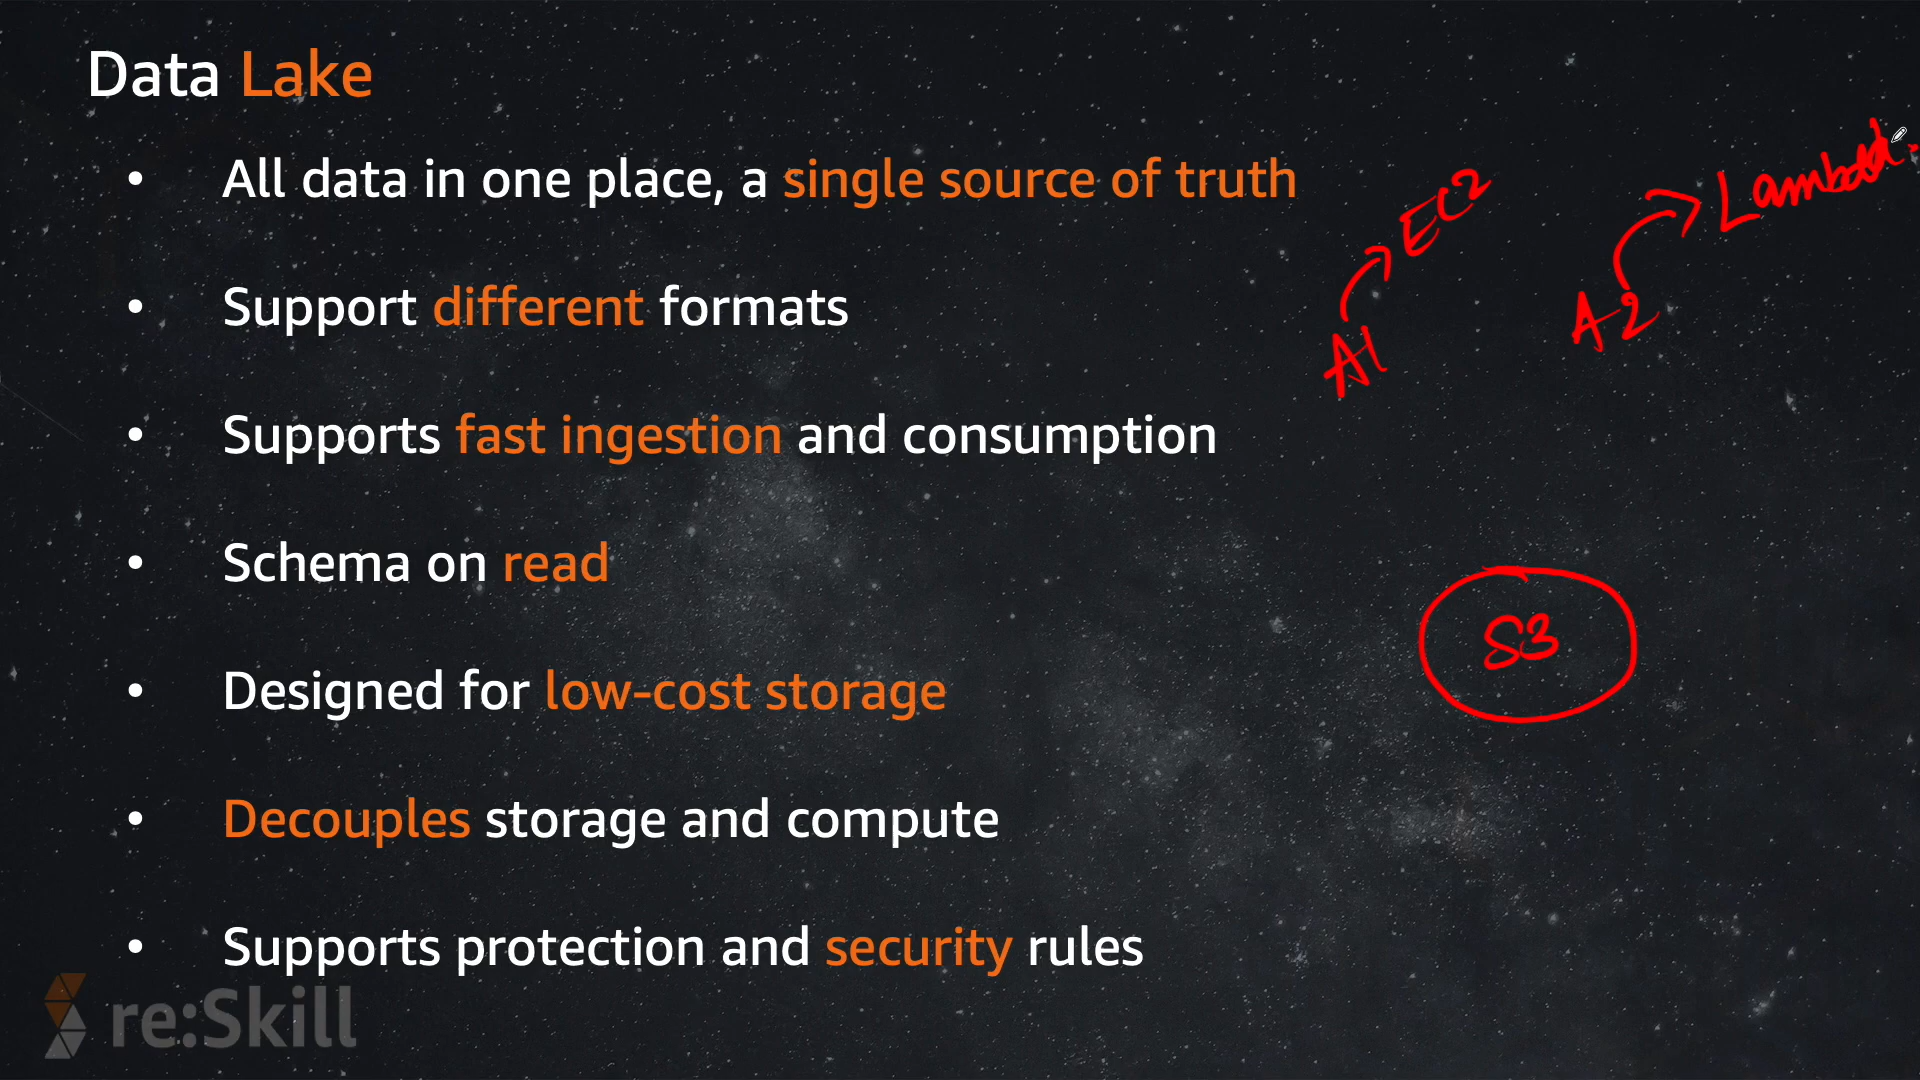 Data Lake
• All data in one place, a single source of truth
• Support different formats
• Supports fast ingestion and consumption
• Schema on read
• Designed for low-cost storage
• Decouples storage and compute
• Supports protection and security rules
EC2
A1
Lambda
A2
S3
re:Skill